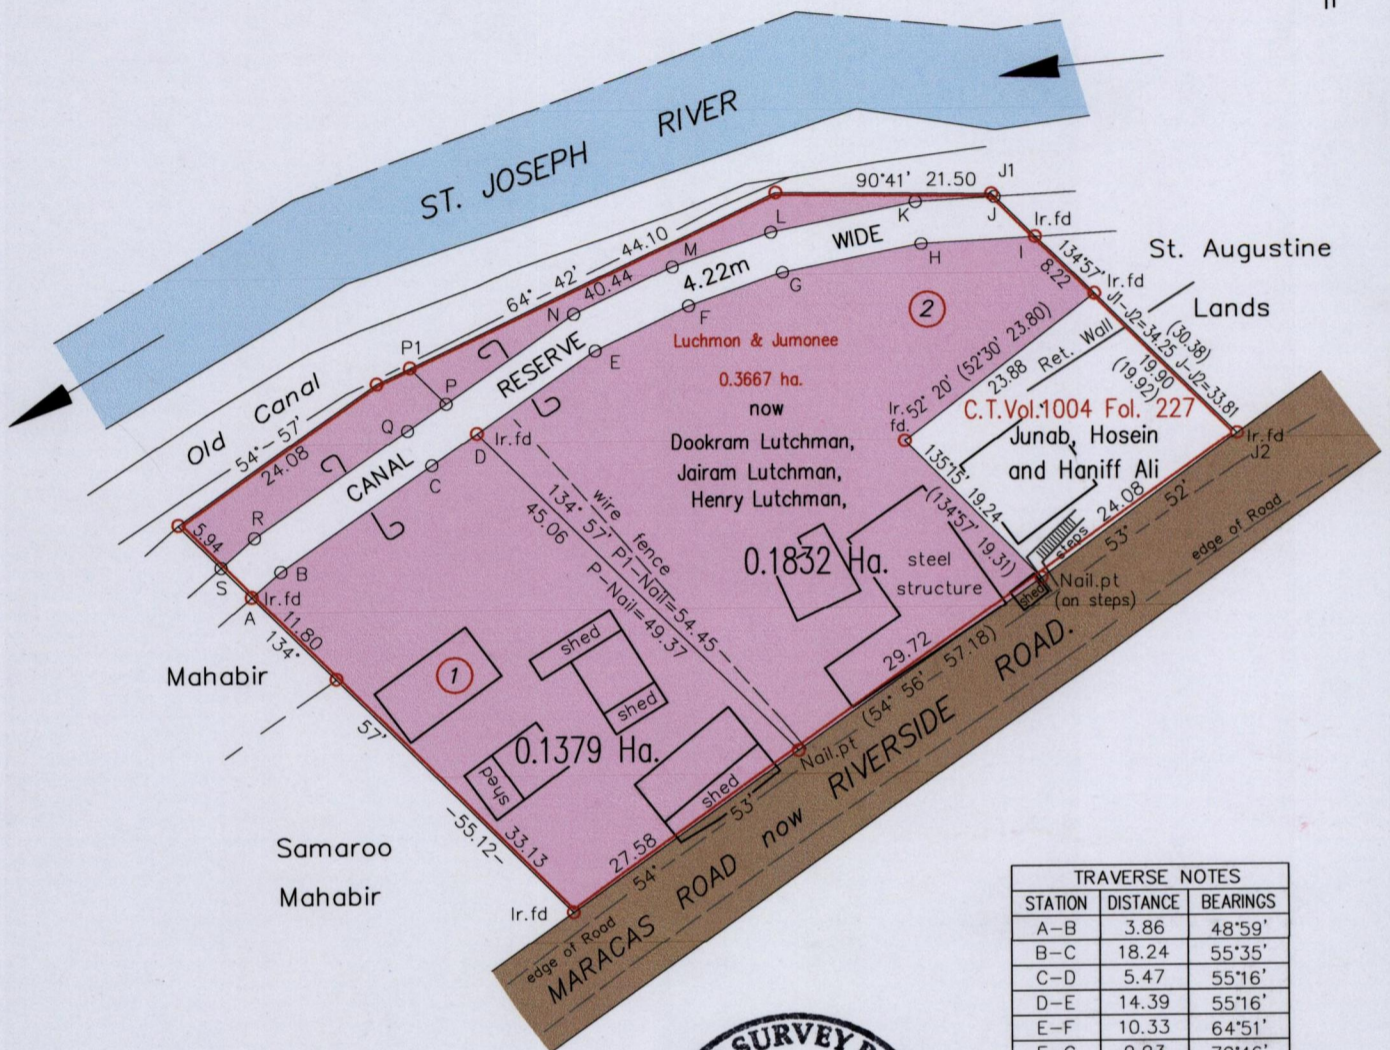 ST. JOSEPH RIVER
90°41' 21.50
J1
J
K
L
Ir.fd
WIDE
I
H
134°57'
8.22
St. Augustine
Lands
Ir.fd
44.10
64°— 42'
40.44
M
4.22m
G
N
F
2
J1-J2=34.25
J-J2=33.81
(30.38)
19.90
(19.92)
P1
P
RESERVE
E
Luchmon & Jumonee
0.3667 ha.
now
Dookram Lutchman,
Jairam Lutchman,
Henry Lutchman,
52° 20' (52°30' 23.80)
23.88
Ret. Wall
Ir.
fd.
C.T.Vol.1004 Fol. 227
Junab, Hosein
and Haniff Ali
Ir.fd
J2
Old Canal
54°— 57'
24.08
Q
CANAL
Ir.fd
D
C
135°15' 19.24
(134°57' 19.31)
24.08
53° 52'
edge of Road
steps
5.94
R
S
B
A
Ir.fd
11.80
134°
57'
wire fence
134° 57' P1-Nail=54.45
45.06
P-Nail=49.37
0.1832 Ha.
steel
structure
Nail.pt
(on steps)
shed
Mahabir
1
shed
shed
29.72
(54° 56' 57.18)
0.1379 Ha.
shed
shed
Nail.pt
-55.12-
33.13
27.58
54° 53'
Samaroo
Mahabir
Ir.fd
edge of Road
MARACAS ROAD now RIVERSIDE ROAD.
TRAVERSE NOTES
STATION DISTANCE BEARINGS
A-B 3.86 48°59'
B-C 18.24 55°35'
C-D 5.47 55°16'
D-E 14.39 55°16'
E-F 10.33 64°51'
SURVEY